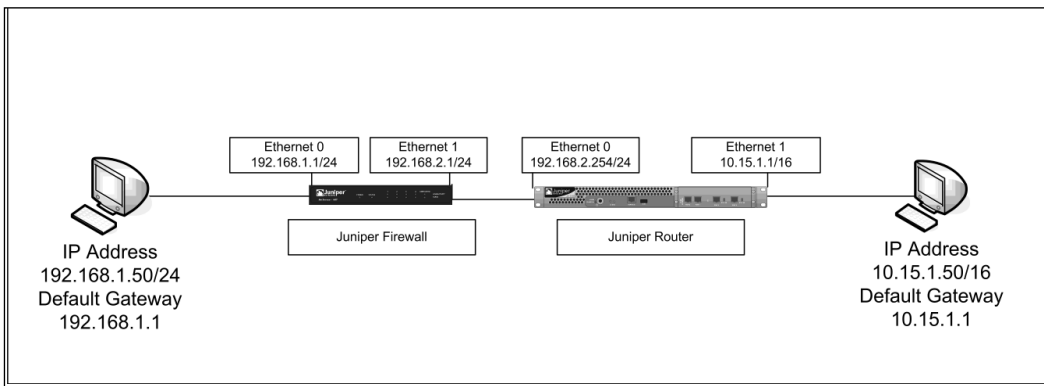 Ethernet 0
192.168.1.1/24
Ethernet 1
192.168.2.1/24
Ethernet 0
192.168.2.254/24
Ethernet 1
10.15.1.1/16
Juniper
Juniper Firewall
Juniper Router
IP Address
192.168.1.50/24
Default Gateway
192.168.1.1
IP Address
10.15.1.50/16
Default Gateway
10.15.1.1